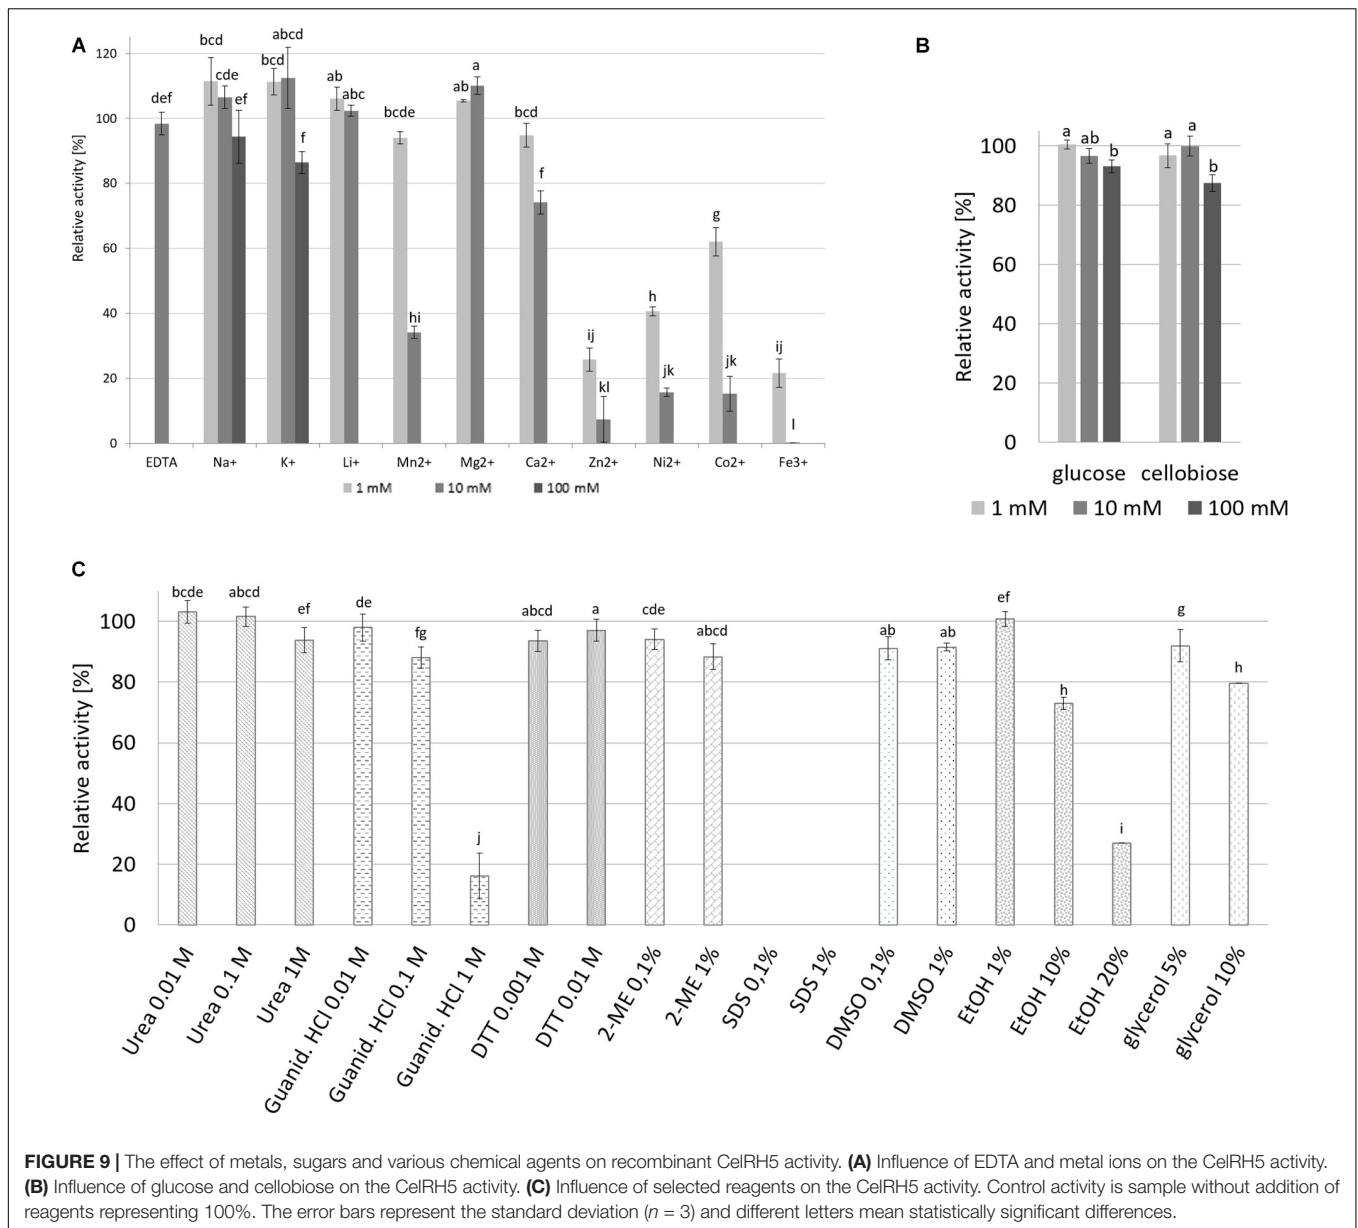 A
Relative activity [%]
120
100
80
60
40
20
0
def
bcd
cde
ef
bcd
abcd
f
ab
abc
bcde
hi
ab
a
bcd
f
ij
kl
h
jk
g
jk
ij
l
EDTA Na+ K+ Li+ Mn2+ Mg2+ Ca2+ Zn2+ Ni2+ Co2+ Fe3+
1 mM 10 mM 100 mM
B
Relative activity [%]
100
80
60
40
20
0
a ab b a a b
glucose cellobiose
1 mM 10 mM 100 mM
C
Relative activity [%]
100
80
60
40
20
0
bcde abcd ef de fg j abcd a cde abcd ab ab ef h i g h
Urea 0.01 M
Urea 0.1 M
Urea 1M
Guanid. HCl 0.01 M
Guanid. HCl 0.1 M
Guanid. HCl 1 M
DTT 0.001 M
DTT 0.01 M
2-ME 0,1%
2-ME 1%
SDS 0,1%
SDS 1%
DMSO 0,1%
DMSO 1%
EtOH 1%
EtOH 10%
EtOH 20%
glycerol 5%
glycerol 10%
FIGURE 9 | The effect of metals, sugars and various chemical agents on recombinant CelRH5 activity. (A) Influence of EDTA and metal ions on the CelRH5 activity.
(B) Influence of glucose and cellobiose on the CelRH5 activity. (C) Influence of selected reagents on the CelRH5 activity. Control activity is sample without addition of
reagents representing 100%. The error bars represent the standard deviation (n = 3) and different letters mean statistically significant differences.